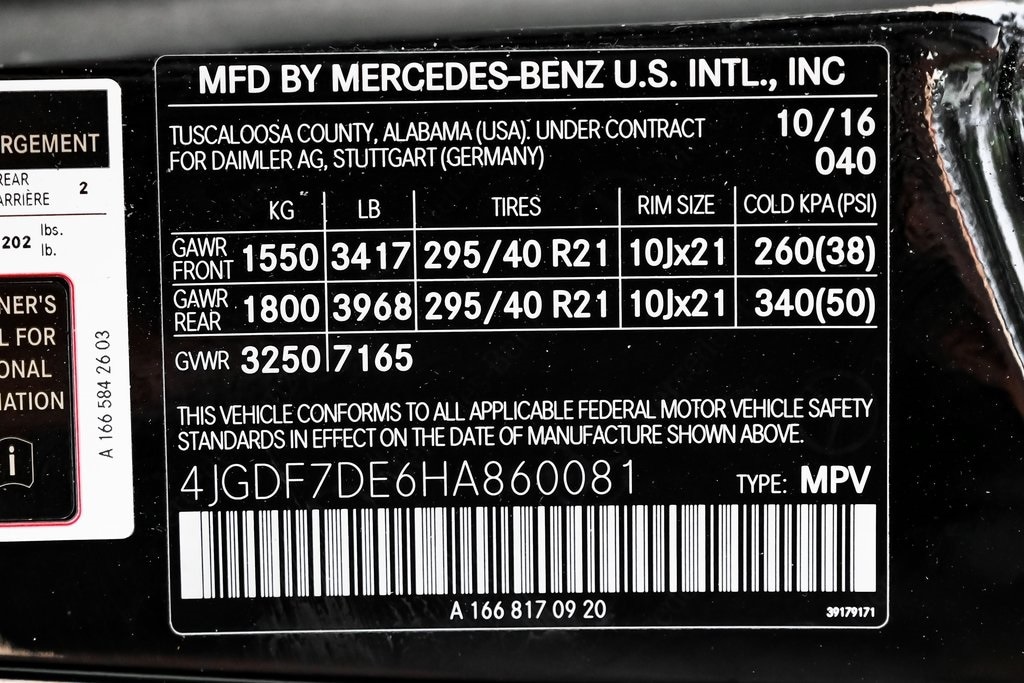 MFD BY MERCEDES-BENZ U.S. INTL., INC
TUSCALOOSA COUNTY, ALABAMA (USA). UNDER CONTRACT
FOR DAIMLER AG, STUTTGART (GERMANY)
10/16
040
KG LB TIRES RIM SIZE COLD KPA (PSI)
GAWR FRONT 1550 3417 295/40 R21 10Jx21 260(38)
GAWR REAR 1800 3968 295/40 R21 10Jx21 340(50)
GVWR 3250 7165
THIS VEHICLE CONFORMS TO ALL APPLICABLE FEDERAL MOTOR VEHICLE SAFETY
STANDARDS IN EFFECT ON THE DATE OF MANUFACTURE SHOWN ABOVE.
4JGDF7DE6HA860081 TYPE: MPV
A 166 817 09 20
39179171
RGEMENT
REAR
ARRIÈRE 2
202 lbs.
lb.
NER'S
L FOR
ONAL
MATION
i
A 166 584 26 03